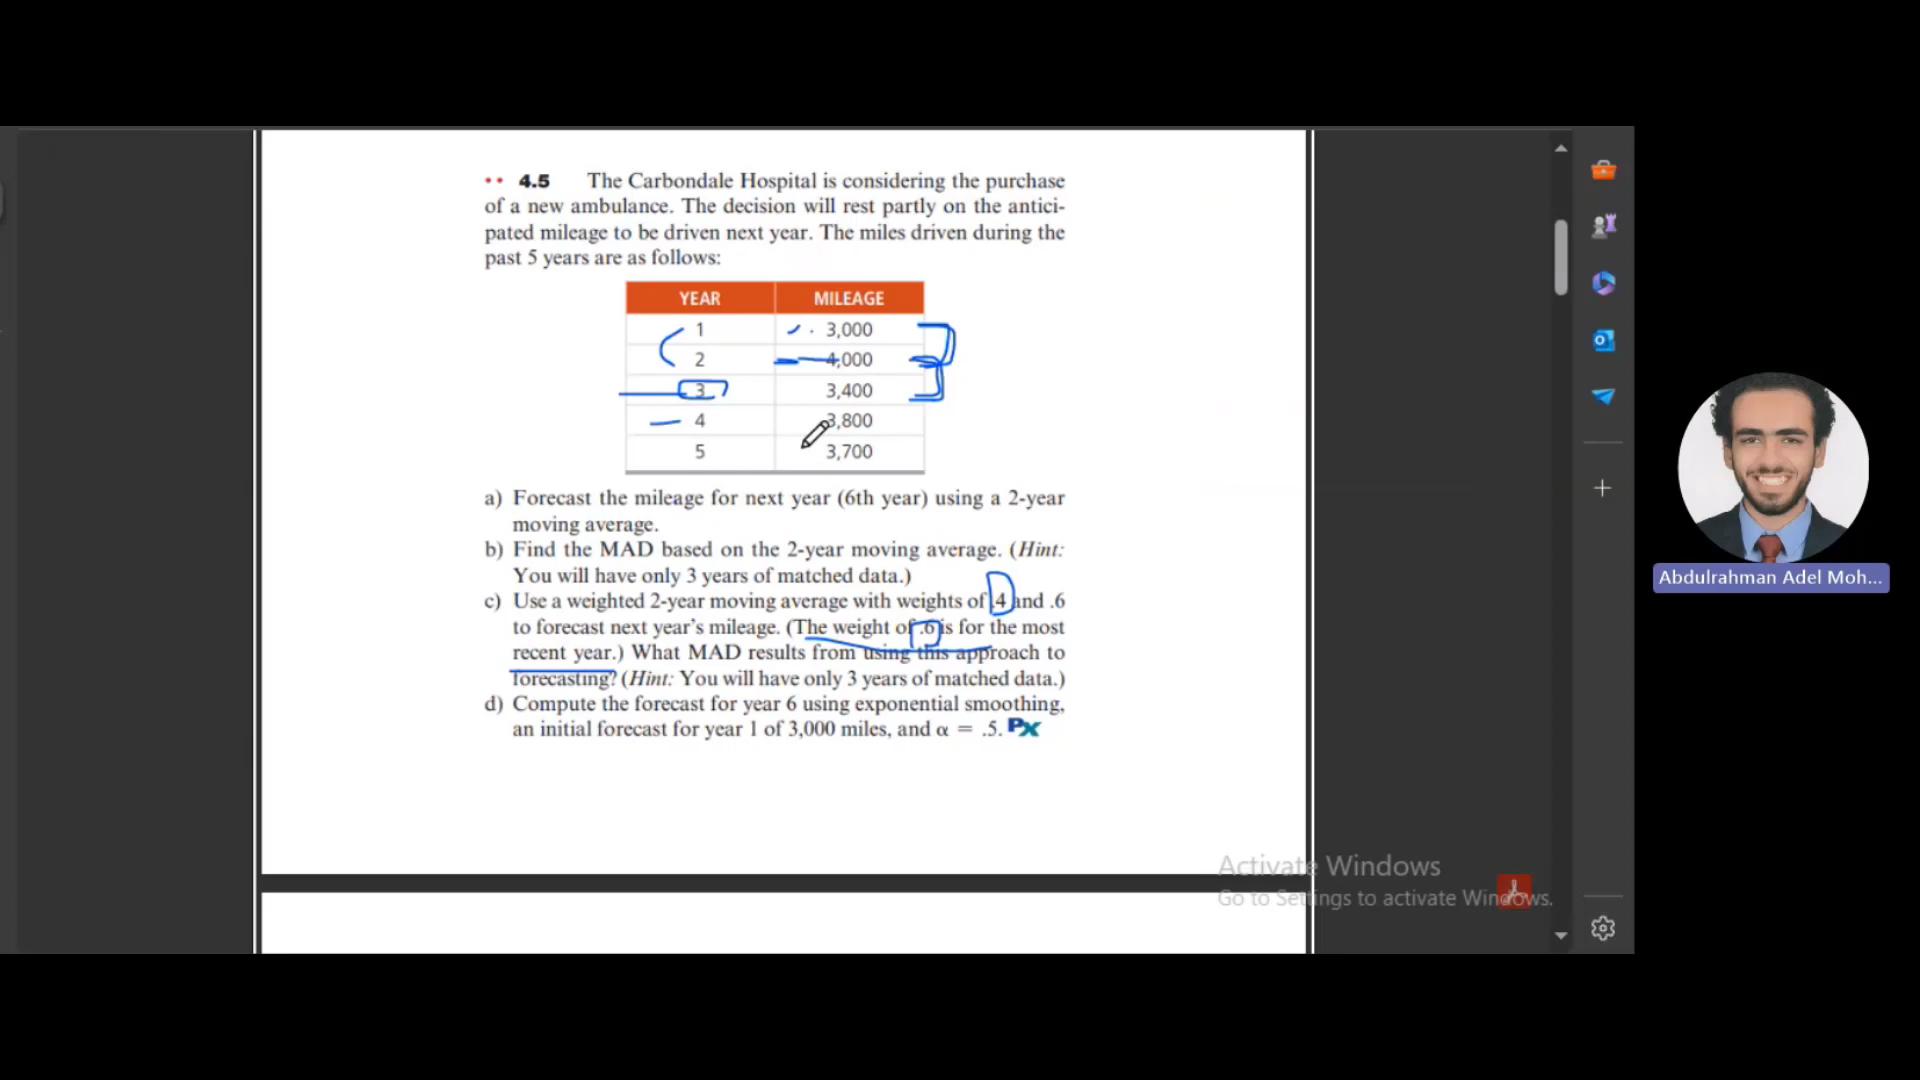 •• 4.5 The Carbondale Hospital is considering the purchase
of a new ambulance. The decision will rest partly on the antici-
pated mileage to be driven next year. The miles driven during the
past 5 years are as follows:
YEAR MILEAGE
1 3,000
2 4,000
3 3,400
4 3,800
5 3,700
a) Forecast the mileage for next year (6th year) using a 2-year
moving average.
b) Find the MAD based on the 2-year moving average. (Hint:
You will have only 3 years of matched data.)
c) Use a weighted 2-year moving average with weights of .4 and .6
to forecast next year's mileage. (The weight of .6 is for the most
recent year.) What MAD results from using this approach to
forecasting? (Hint: You will have only 3 years of matched data.)
d) Compute the forecast for year 6 using exponential smoothing,
an initial forecast for year 1 of 3,000 miles, and α = .5. PX
Activate Windows
Go to Settings to activate Windows.
Abdulrahman Adel Moh...